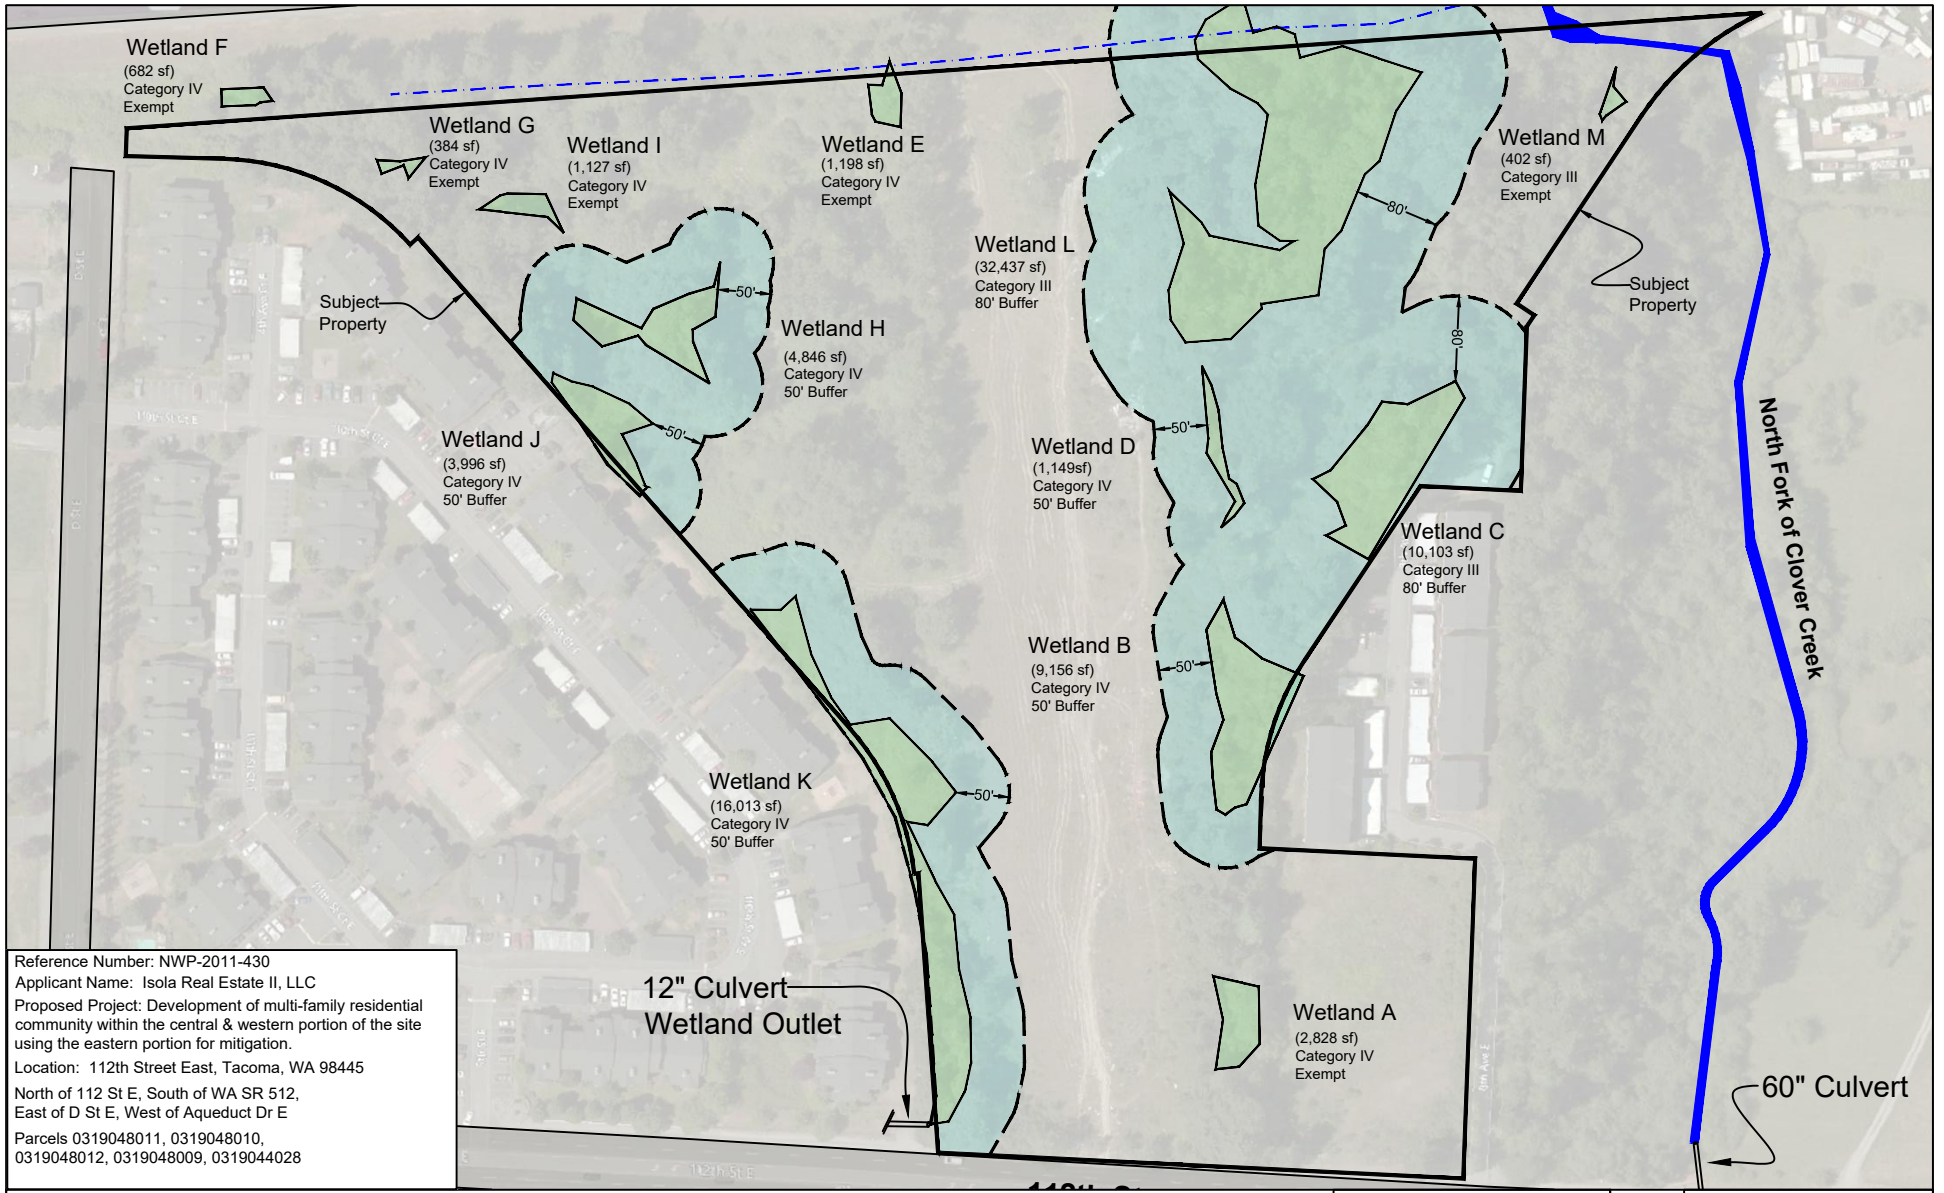 Wetland F
(682 sf)
Category IV
Exempt
Wetland G
(384 sf)
Category IV
Exempt
Wetland I
(1,127 sf)
Category IV
Exempt
Wetland E
(1,198 sf)
Category IV
Exempt
Wetland M
(402 sf)
Category III
Exempt
80'
Wetland L
(32,437 sf)
Category III
80' Buffer
Subject
Property
Subject
Property
50'
Wetland H
(4,846 sf)
Category IV
50' Buffer
80'
D St E
110th St Ct E
Wetland J
(3,996 sf)
Category IV
50' Buffer
50'
50'
Wetland D
(1,149sf)
Category IV
50' Buffer
North Fork of Clover Creek
Wetland C
(10,103 sf)
Category III
80' Buffer
D St E
Wetland B
(9,156 sf)
Category IV
50' Buffer
50'
Wetland K
(16,013 sf)
Category IV
50' Buffer
50'
12" Culvert
Wetland Outlet
Wetland A
(2,828 sf)
Category IV
Exempt
60" Culvert
Reference Number: NWP-2011-430
Applicant Name: Isola Real Estate II, LLC
Proposed Project: Development of multi-family residential
community within the central & western portion of the site
using the eastern portion for mitigation.
Location: 112th Street East, Tacoma, WA 98445
North of 112 St E, South of WA SR 512,
East of D St E, West of Aqueduct Dr E
Parcels 0319048011, 0319048010,
0319048012, 0319048009, 0319044028
112th St E